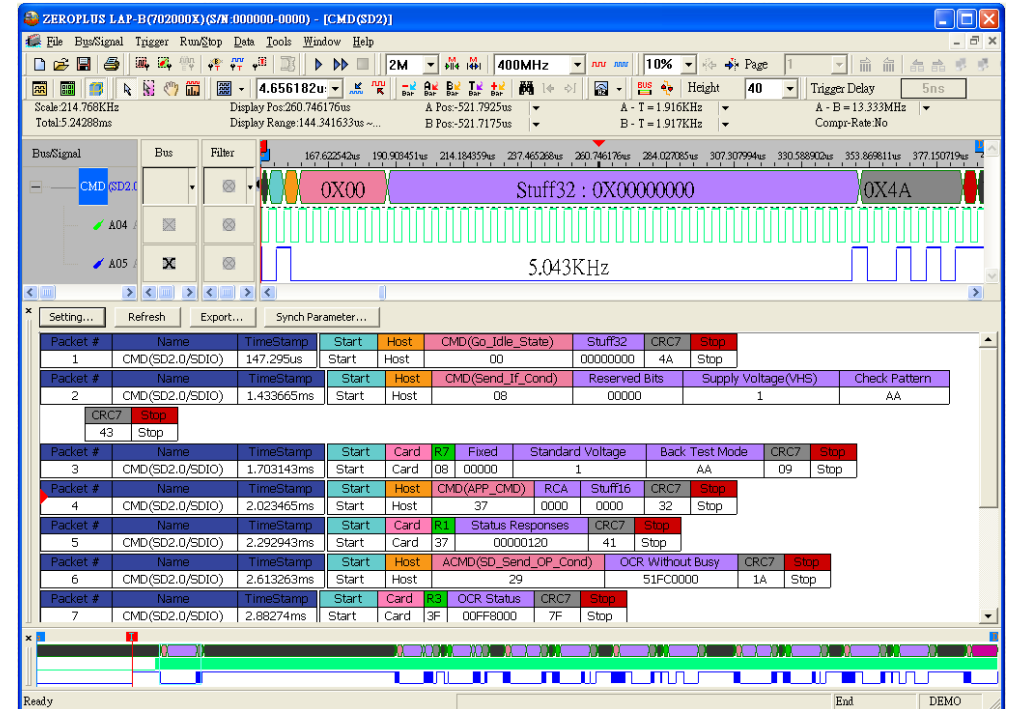 ZEROPLUS LAP-B(702000X)(S/N:000000-0000) - [CMD(SD2)]
File Bus/Signal Trigger Run/Stop Data Tools Window Help
2M 400MHz 10% Page 1
4.656182u: Bar Bar Bar Bar Bar BUS Height 40 Trigger Delay 5ns
Scale:214.768KHz Display Pos:260.746176us A Pos:-521.7925us A - T = 1.916KHz A - B = 13.333MHz
Total:5.24288ms Display Range:144.341633us ~... B Pos:-521.7175us B - T = 1.917KHz Compr-Rate:No
Bus/Signal Bus Filter 167.622542us 190.903451us 214.184359us 237.465268us 260.746176us 284.027085us 307.307994us 330.588902us 353.869811us 377.150719us
CMD (SD2.0 0X00 Stuff32 : 0X00000000 0X4A
A04
A05 5.043KHz
Setting... Refresh Export... Synch Parameter...
Packet # Name TimeStamp Start Host CMD(Go_Idle_State) Stuff32 CRC7 Stop
1 CMD(SD2.0/SDIO) 147.295us Start Host 00 00000000 4A Stop
Packet # Name TimeStamp Start Host CMD(Send_If_Cond) Reserved Bits Supply Voltage(VHS) Check Pattern
2 CMD(SD2.0/SDIO) 1.433665ms Start Host 08 00000 1 AA
CRC7 Stop
43 Stop
Packet # Name TimeStamp Start Card R7 Fixed Standard Voltage Back Test Mode CRC7 Stop
3 CMD(SD2.0/SDIO) 1.703143ms Start Card 08 00000 1 AA 09 Stop
Packet # Name TimeStamp Start Host CMD(APP_CMD) RCA Stuff16 CRC7 Stop
4 CMD(SD2.0/SDIO) 2.023465ms Start Host 37 0000 0000 32 Stop
Packet # Name TimeStamp Start Card R1 Status Responses CRC7 Stop
5 CMD(SD2.0/SDIO) 2.292943ms Start Card 37 00000120 41 Stop
Packet # Name TimeStamp Start Host ACMD(SD_Send_OP_Cond) OCR Without Busy CRC7 Stop
6 CMD(SD2.0/SDIO) 2.613263ms Start Host 29 51FC0000 1A Stop
Packet # Name TimeStamp Start Card R3 OCR Status CRC7 Stop
7 CMD(SD2.0/SDIO) 2.88274ms Start Card 3F 00FF8000 7F Stop
Ready End DEMO